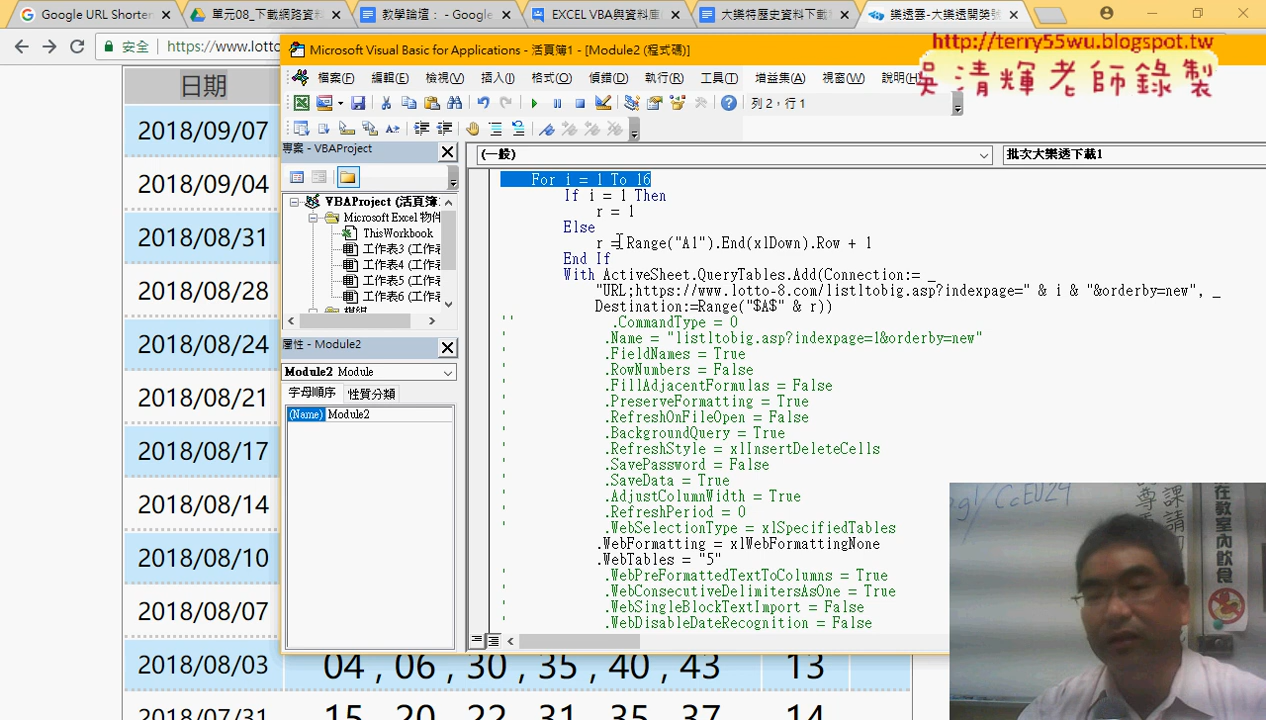 Google URL Shorter
單元08_下載網路資料
教學論壇： - Google
EXCEL VBA與資料庫
大樂特歷史資料下載
樂透雲-大樂透開獎號
安全
https://www.lotto
http://terry55wu.blogspot.tw
吳清輝老師錄製
Microsoft Visual Basic for Applications - 活頁簿1 - [Module2 (程式碼)]
檔案(F) 編輯(E) 檢視(V) 插入(I) 格式(O) 偵錯(D) 執行(R) 工具(T) 增益集(A) 視窗(W) 說明(H)
列 2，行 1
專案 - VBAProject
VBAProject (活頁簿
Microsoft Excel 物件
ThisWorkbook
工作表3 (工作
工作表4 (工作
工作表5 (工作
工作表6 (工作
屬性 - Module2
Module2 Module
字母順序 性質分類
(Name) Module2
(一般)
批次大樂透下載1
For i = 1 To 16
If i = 1 Then
r = 1
Else
r = Range("A1").End(xlDown).Row + 1
End If
With ActiveSheet.QueryTables.Add(Connection:= _
"URL;https://www.lotto-8.com/listltobig.asp?indexpage=" & i & "&orderby=new", _
Destination:=Range("$A$" & r))
'' .CommandType = 0
' .Name = "listltobig.asp?indexpage=1&orderby=new"
' .FieldNames = True
' .RowNumbers = False
' .FillAdjacentFormulas = False
' .PreserveFormatting = True
' .RefreshOnFileOpen = False
' .BackgroundQuery = True
' .RefreshStyle = xlInsertDeleteCells
' .SavePassword = False
' .SaveData = True
' .AdjustColumnWidth = True
' .RefreshPeriod = 0
' .WebSelectionType = xlSpecifiedTables
.WebFormatting = xlWebFormattingNone
.WebTables = "5"
' .WebPreFormattedTextToColumns = True
' .WebConsecutiveDelimitersAsOne = True
' .WebSingleBlockTextImport = False
' .WebDisableDateRecognition = False
日期
2018/09/07
2018/09/04
2018/08/31
2018/08/28
2018/08/24
2018/08/21
2018/08/17
2018/08/14
2018/08/10
2018/08/07
2018/08/03 04 , 06 , 30 , 35 , 40 , 43 13
2018/07/31 15 , 20 , 22 , 31 , 35 , 37 14
在教室內飲食
課請勿